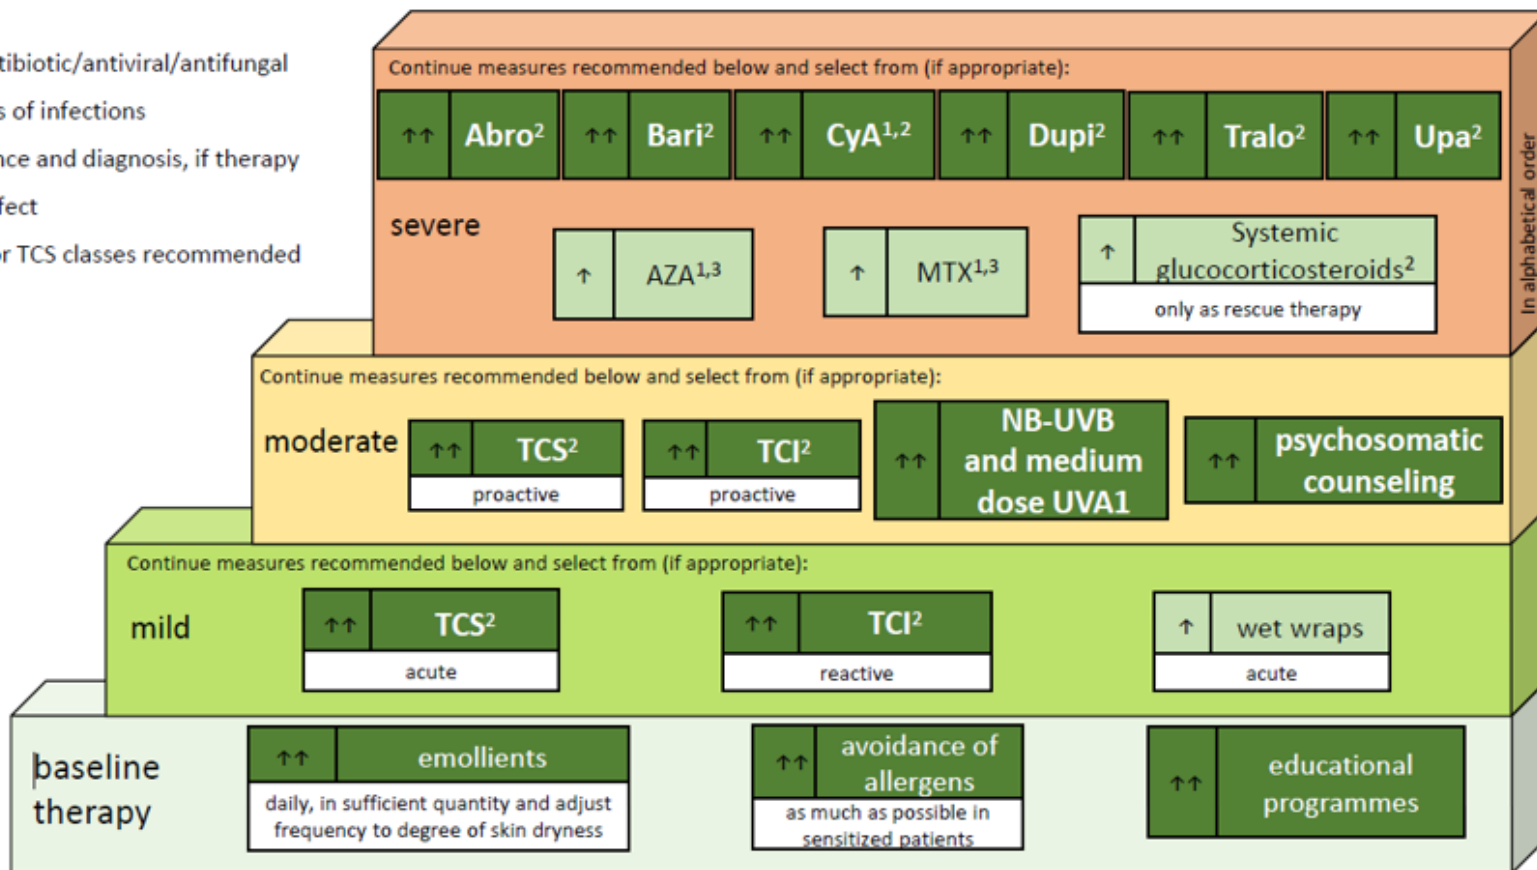 tibiotic/antiviral/antifungal
s of infections
nce and diagnosis, if therapy
fect
or TCS classes recommended
Continue measures recommended below and select from (if appropriate):
↑↑ Abro² ↑↑ Bari² ↑↑ CyA¹,² ↑↑ Dupi² ↑↑ Tralo² ↑↑ Upa²
severe
↑ AZA¹,³ ↑ MTX¹,³ ↑ Systemic
glucocorticosteroids²
only as rescue therapy
In alphabetical order
Continue measures recommended below and select from (if appropriate):
moderate
↑↑ TCS²
proactive
↑↑ TCI²
proactive
↑↑ NB-UVB
and medium
dose UVA1
↑↑ psychosomatic
counseling
Continue measures recommended below and select from (if appropriate):
mild
↑↑ TCS²
acute
↑↑ TCI²
reactive
↑ wet wraps
acute
baseline
therapy
↑↑ emollients
daily, in sufficient quantity and adjust
frequency to degree of skin dryness
↑↑ avoidance of
allergens
as much as possible in
sensitized patients
↑↑ educational
programmes